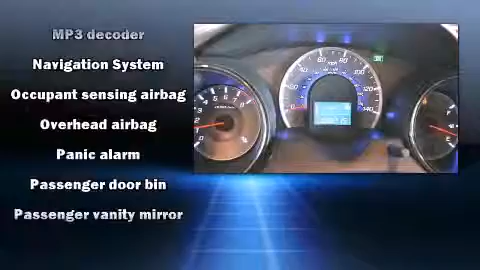 MP3 decoder
Navigation System
Occupant sensing airbag
Overhead airbag
Panic alarm
Passenger door bin
Passenger vanity mirror